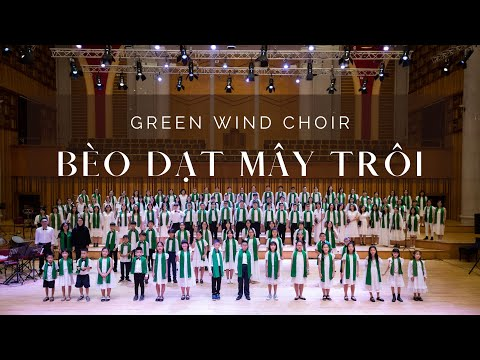 GREEN WIND CHOIR
BÈO DẠT MÂY TRÔI